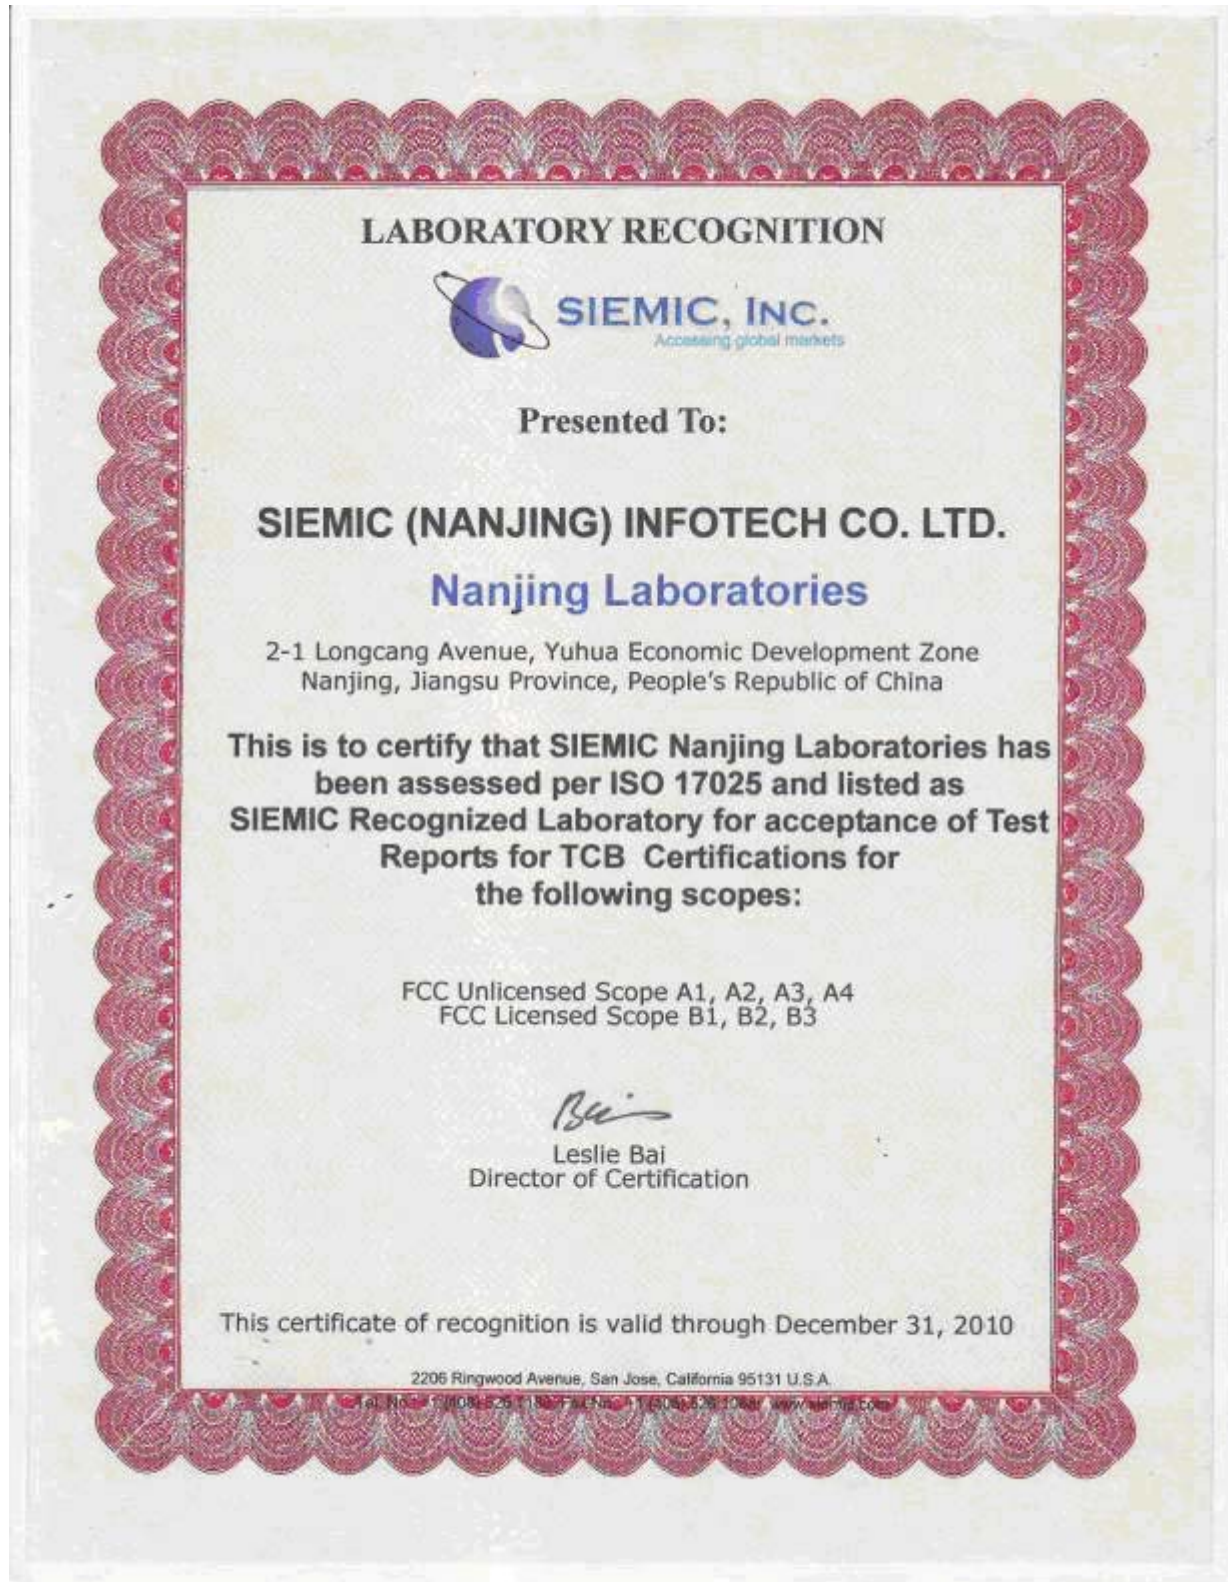 LABORATORY RECOGNITION
SIEMIC, INC.
Accessing global markets
Presented To:
SIEMIC (NANJING) INFOTECH CO. LTD.
Nanjing Laboratories
2-1 Longcang Avenue, Yuhua Economic Development Zone
Nanjing, Jiangsu Province, People's Republic of China
This is to certify that SIEMIC Nanjing Laboratories has
been assessed per ISO 17025 and listed as
SIEMIC Recognized Laboratory for acceptance of Test
Reports for TCB Certifications for
the following scopes:
FCC Unlicensed Scope A1, A2, A3, A4
FCC Licensed Scope B1, B2, B3
Leslie Bai
Director of Certification
This certificate of recognition is valid through December 31, 2010
2206 Ringwood Avenue, San Jose, California 95131 U.S.A.